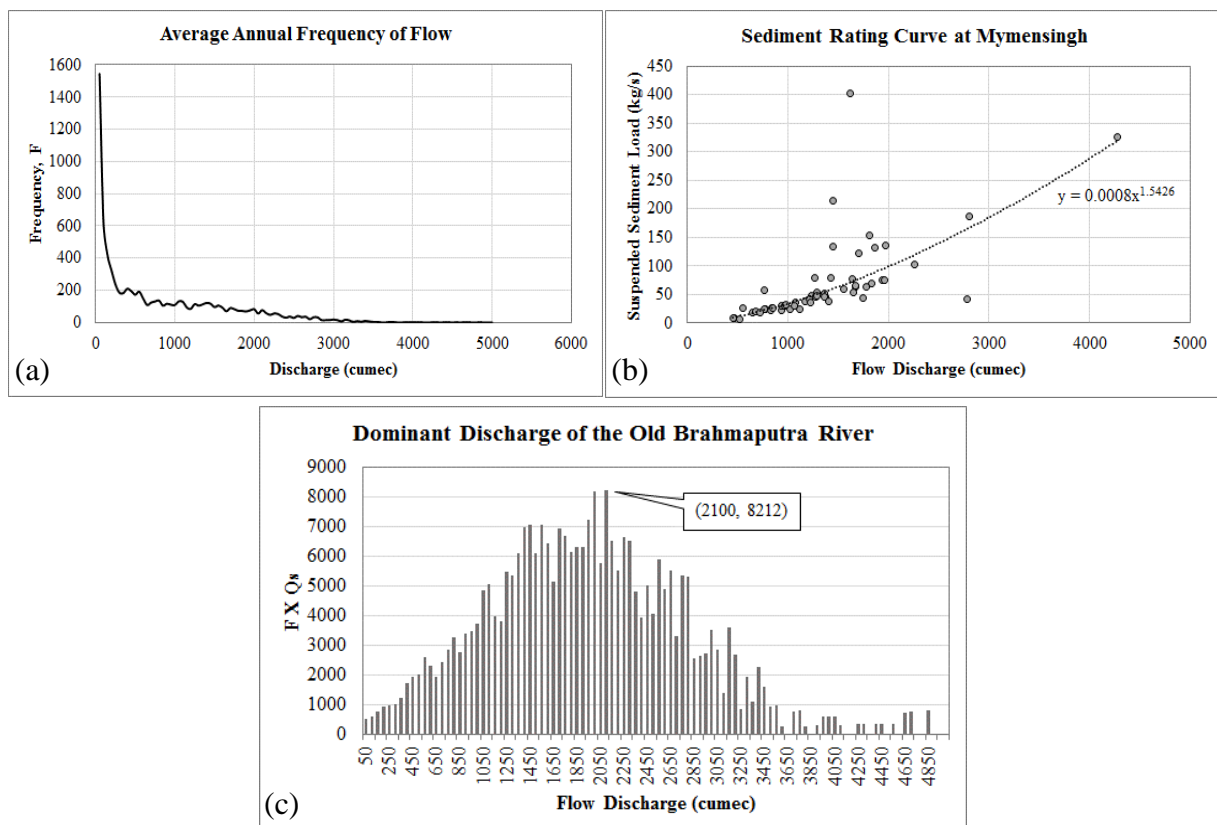 Average Annual Frequency of Flow
Frequency, F
1600
1400
1200
1000
800
600
400
200
0
0 1000 2000 3000 4000 5000 6000
Discharge (cumec)
(a)
Sediment Rating Curve at Mymensingh
Suspended Sediment Load (kg/s)
450
400
350
300
250
200
150
100
50
0
y = 0.0008x^1.5426
0 1000 2000 3000 4000 5000
Flow Discharge (cumec)
(b)
Dominant Discharge of the Old Brahmaputra River
F X Qs
9000
8000
7000
6000
5000
4000
3000
2000
1000
0
(2100, 8212)
50 250 450 650 850 1050 1250 1450 1650 1850 2050 2250 2450 2650 2850 3050 3250 3450 3650 3850 4050 4250 4450 4650 4850
Flow Discharge (cumec)
(c)